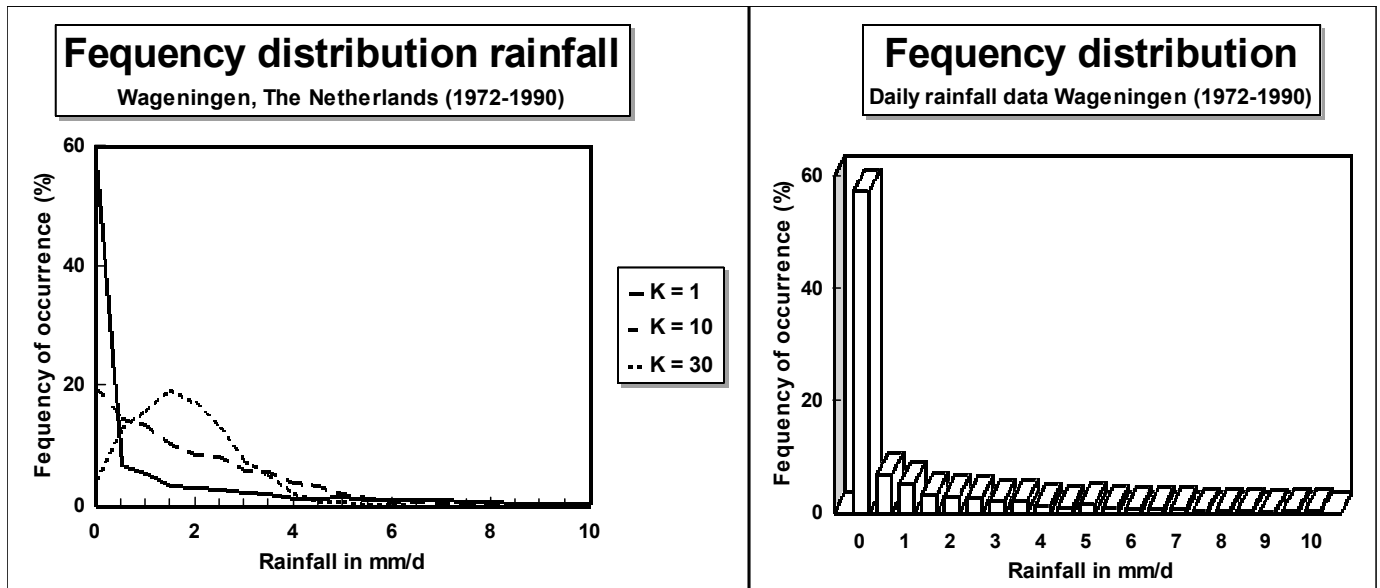 Fequency distribution rainfall
Wageningen, The Netherlands (1972-1990)
Fequency of occurrence (%)
60
40
20
0
0 2 4 6 8 10
Rainfall in mm/d
K = 1
K = 10
K = 30
Fequency distribution
Daily rainfall data Wageningen (1972-1990)
Fequency of occurrence (%)
60
40
20
0
0 1 2 3 4 5 6 7 8 9 10
Rainfall in mm/d